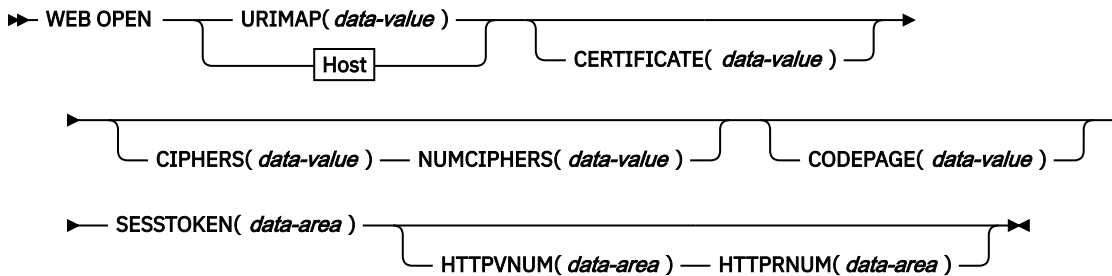 WEB OPEN URIMAP( data-value )
Host CERTIFICATE( data-value )
CIPHERS( data-value ) NUMCIPHERS( data-value ) CODEPAGE( data-value )
SESSTOKEN( data-area )
HTTPVNUM( data-area ) HTTPRNUM( data-area )